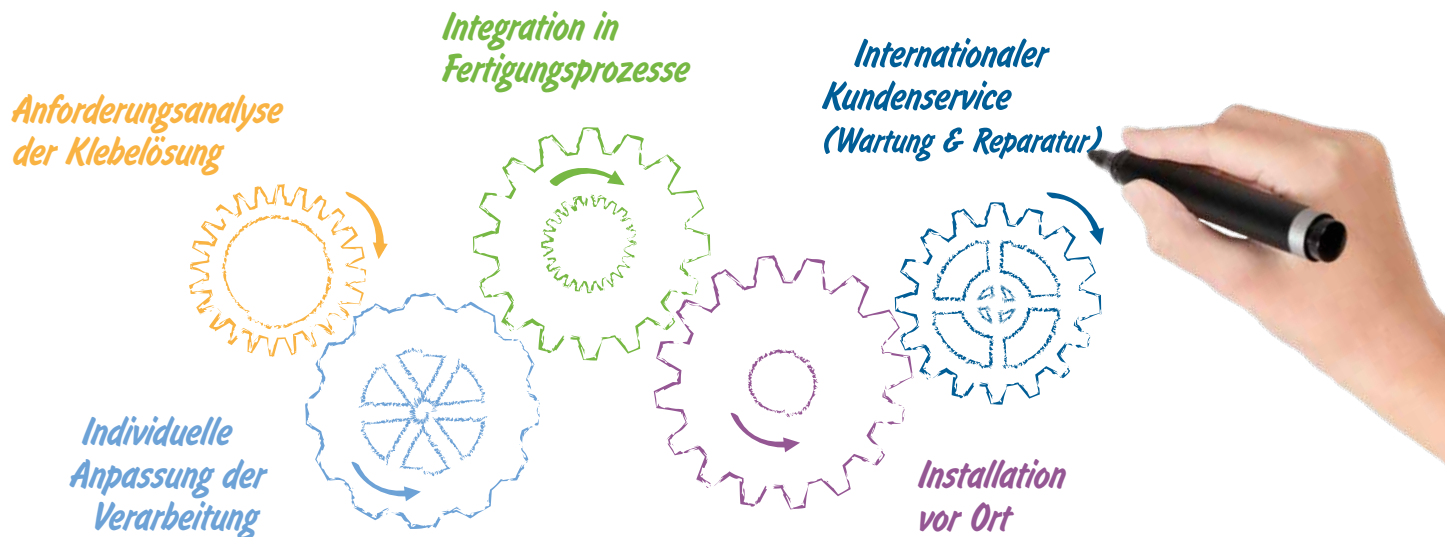 Anforderungsanalyse
der Klebelösung
Individuelle
Anpassung der
Verarbeitung
Integration in
Fertigungsprozesse
Installation
vor Ort
Internationaler
Kundenservice
(Wartung & Reparatur)